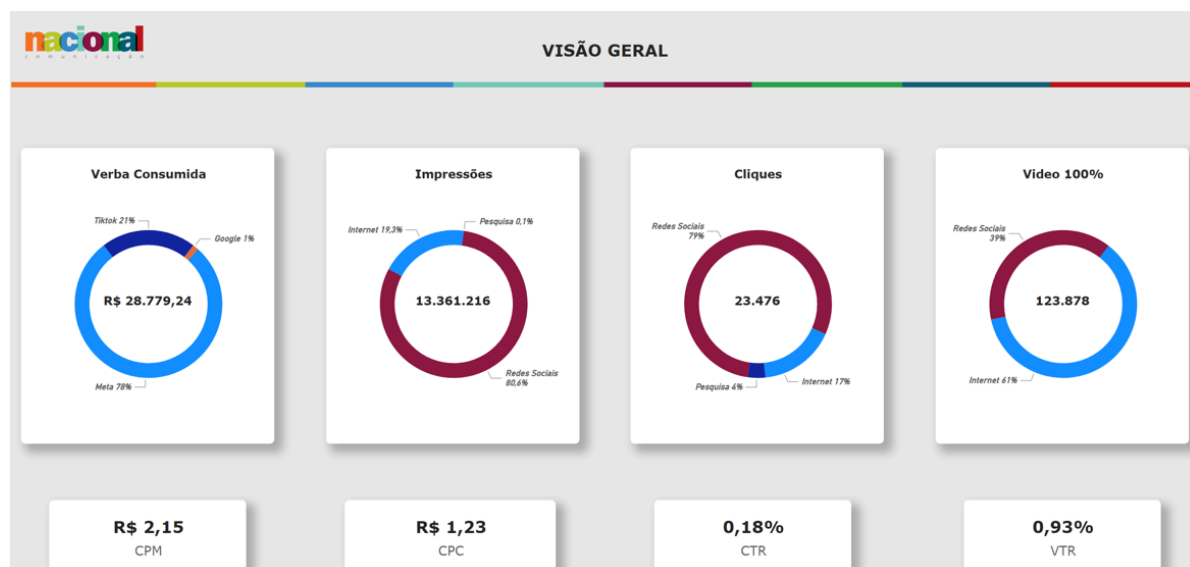 nacional
comunicação
VISÃO GERAL
Verba Consumida
Tiktok 21%
Google 1%
R$ 28.779,24
Meta 78%
Impressões
Pesquisa 0,1%
Internet 19,3%
13.361.216
Redes Sociais
80,6%
Cliques
Redes Sociais
79%
23.476
Internet 17%
Pesquisa 4%
Video 100%
Redes Sociais
39%
123.878
Internet 61%
R$ 2,15
CPM
R$ 1,23
CPC
0,18%
CTR
0,93%
VTR